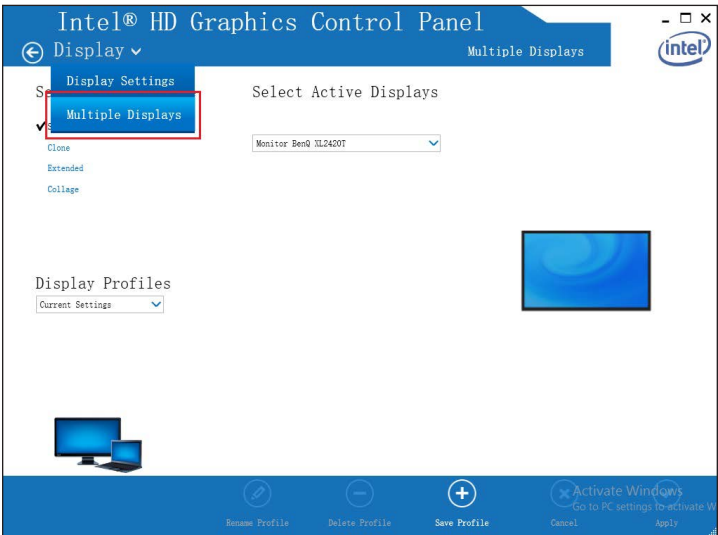 Intel® HD Graphics Control Panel
Display
Multiple Displays
intel
Display Settings
Multiple Displays
Select Active Displays
Monitor BenQ XL2420T
Clone
Extended
Collage
Display Profiles
Current Settings
Activate Windows
Go to PC settings to activate W
Rename Profile
Delete Profile
Save Profile
Cancel
Apply